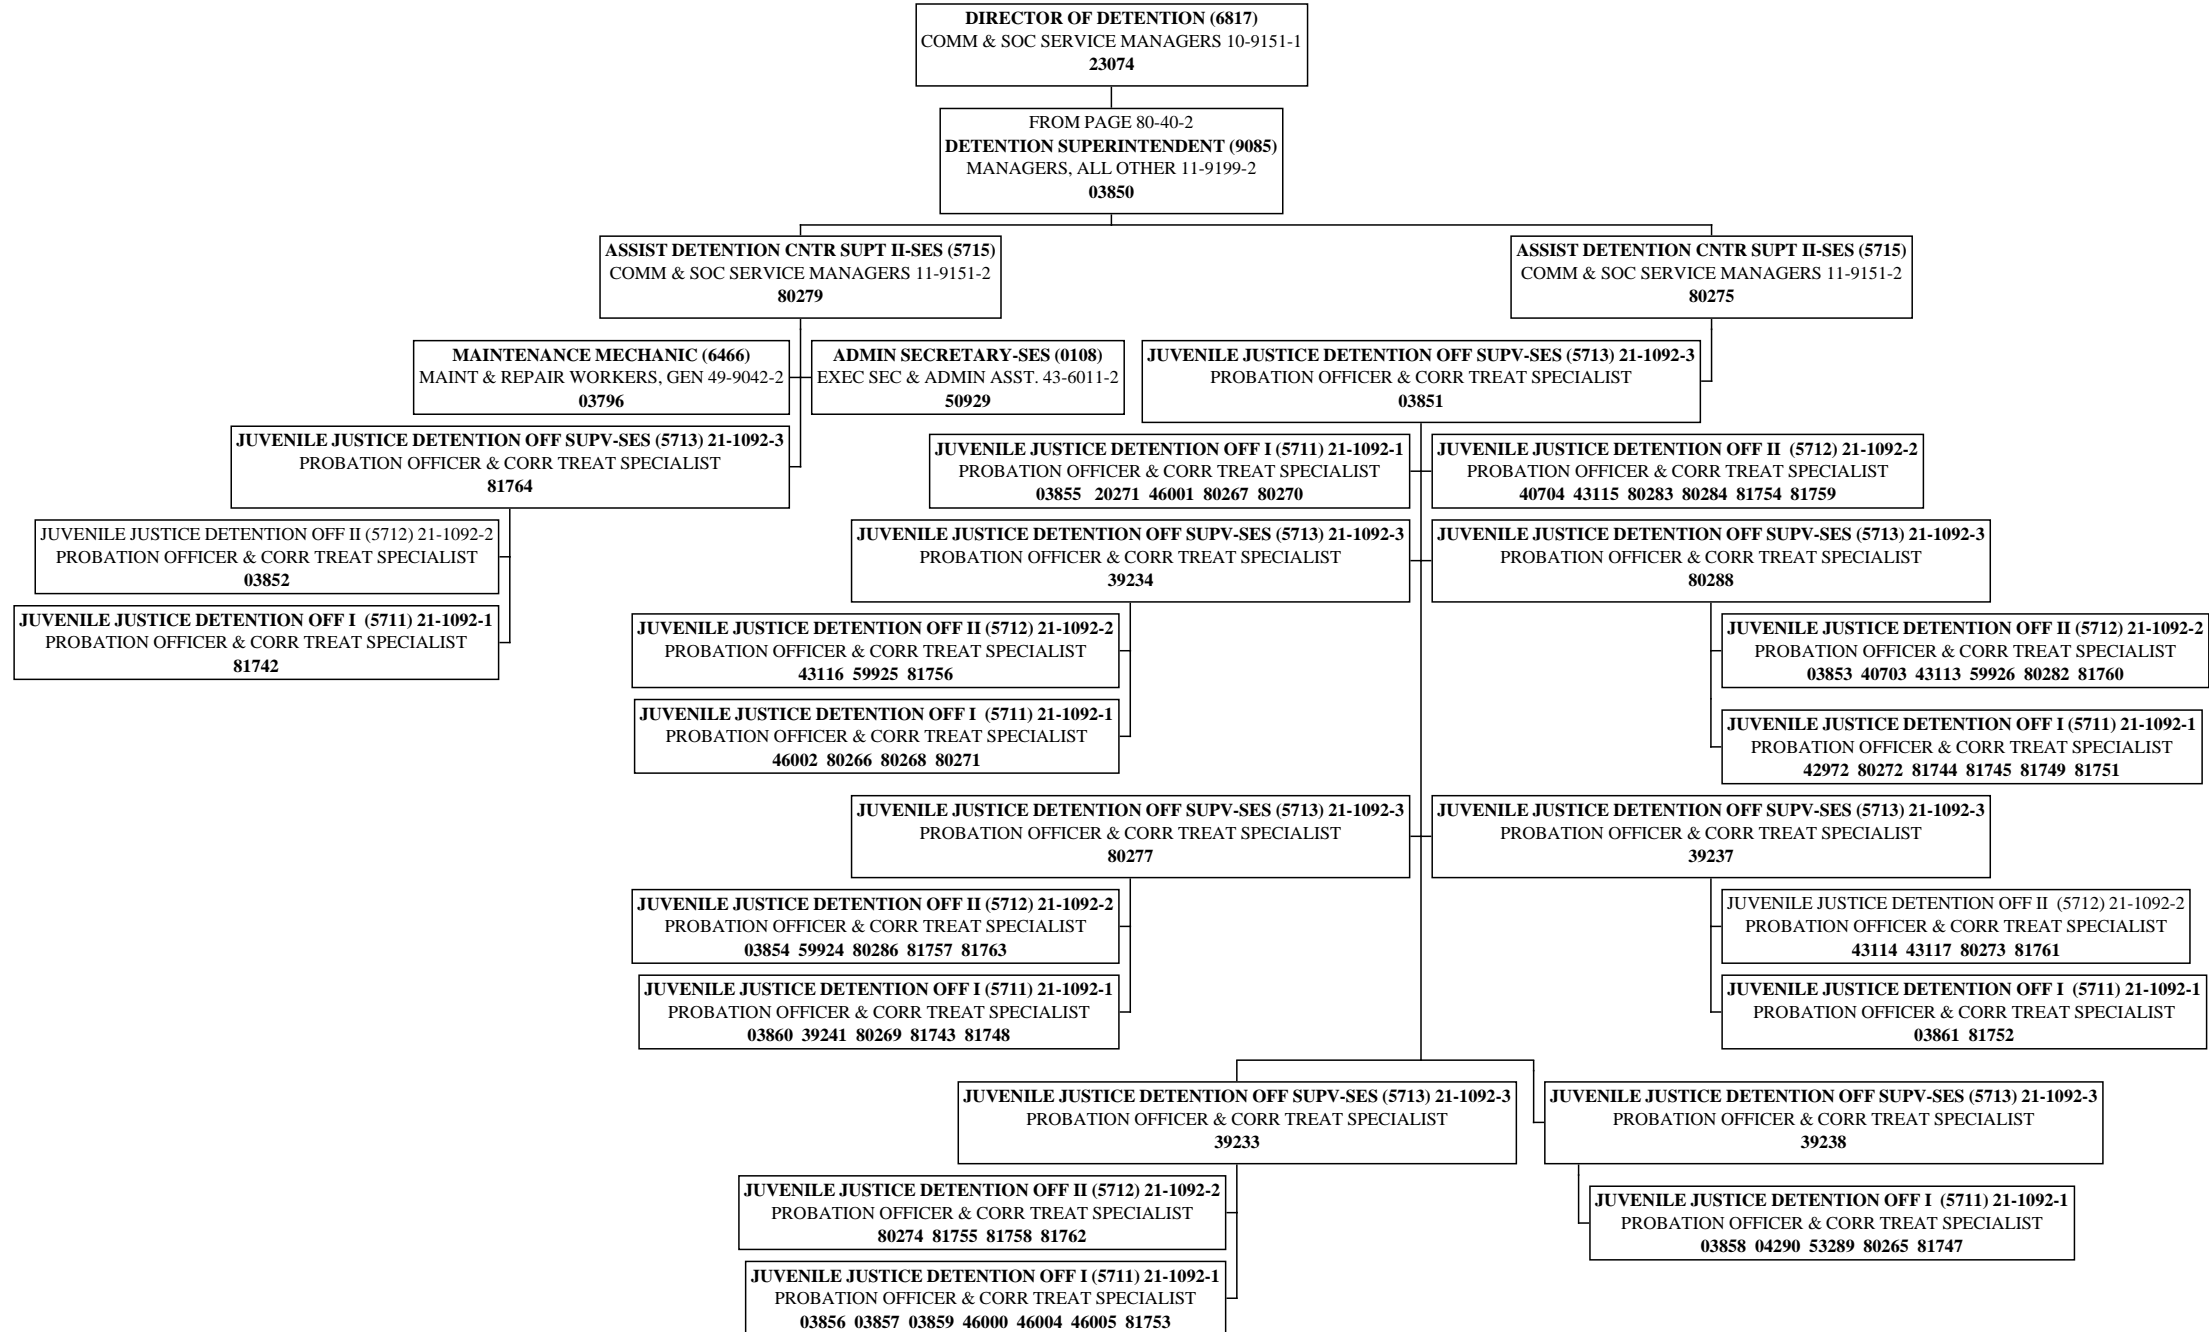 DIRECTOR OF DETENTION (6817)
COMM & SOC SERVICE MANAGERS 10-9151-1
23074
FROM PAGE 80-40-2
DETENTION SUPERINTENDENT (9085)
MANAGERS, ALL OTHER 11-9199-2
03850
ASSIST DETENTION CNTR SUPT II-SES (5715)
COMM & SOC SERVICE MANAGERS 11-9151-2
80279
ASSIST DETENTION CNTR SUPT II-SES (5715)
COMM & SOC SERVICE MANAGERS 11-9151-2
80275
MAINTENANCE MECHANIC (6466)
MAINT & REPAIR WORKERS, GEN 49-9042-2
03796
ADMIN SECRETARY-SES (0108)
EXEC SEC & ADMIN ASST. 43-6011-2
50929
JUVENILE JUSTICE DETENTION OFF SUPV-SES (5713) 21-1092-3
PROBATION OFFICER & CORR TREAT SPECIALIST
03851
JUVENILE JUSTICE DETENTION OFF SUPV-SES (5713) 21-1092-3
PROBATION OFFICER & CORR TREAT SPECIALIST
81764
JUVENILE JUSTICE DETENTION OFF II (5712) 21-1092-2
PROBATION OFFICER & CORR TREAT SPECIALIST
03852
JUVENILE JUSTICE DETENTION OFF I (5711) 21-1092-1
PROBATION OFFICER & CORR TREAT SPECIALIST
81742
JUVENILE JUSTICE DETENTION OFF I (5711) 21-1092-1
PROBATION OFFICER & CORR TREAT SPECIALIST
03855 20271 46001 80267 80270
JUVENILE JUSTICE DETENTION OFF II (5712) 21-1092-2
PROBATION OFFICER & CORR TREAT SPECIALIST
40704 43115 80283 80284 81754 81759
JUVENILE JUSTICE DETENTION OFF SUPV-SES (5713) 21-1092-3
PROBATION OFFICER & CORR TREAT SPECIALIST
39234
JUVENILE JUSTICE DETENTION OFF SUPV-SES (5713) 21-1092-3
PROBATION OFFICER & CORR TREAT SPECIALIST
80288
JUVENILE JUSTICE DETENTION OFF II (5712) 21-1092-2
PROBATION OFFICER & CORR TREAT SPECIALIST
43116 59925 81756
JUVENILE JUSTICE DETENTION OFF I (5711) 21-1092-1
PROBATION OFFICER & CORR TREAT SPECIALIST
46002 80266 80268 80271
JUVENILE JUSTICE DETENTION OFF II (5712) 21-1092-2
PROBATION OFFICER & CORR TREAT SPECIALIST
03853 40703 43113 59926 80282 81760
JUVENILE JUSTICE DETENTION OFF I (5711) 21-1092-1
PROBATION OFFICER & CORR TREAT SPECIALIST
42972 80272 81744 81745 81749 81751
JUVENILE JUSTICE DETENTION OFF SUPV-SES (5713) 21-1092-3
PROBATION OFFICER & CORR TREAT SPECIALIST
80277
JUVENILE JUSTICE DETENTION OFF SUPV-SES (5713) 21-1092-3
PROBATION OFFICER & CORR TREAT SPECIALIST
39237
JUVENILE JUSTICE DETENTION OFF II (5712) 21-1092-2
PROBATION OFFICER & CORR TREAT SPECIALIST
03854 59924 80286 81757 81763
JUVENILE JUSTICE DETENTION OFF I (5711) 21-1092-1
PROBATION OFFICER & CORR TREAT SPECIALIST
03860 39241 80269 81743 81748
JUVENILE JUSTICE DETENTION OFF II (5712) 21-1092-2
PROBATION OFFICER & CORR TREAT SPECIALIST
43114 43117 80273 81761
JUVENILE JUSTICE DETENTION OFF I (5711) 21-1092-1
PROBATION OFFICER & CORR TREAT SPECIALIST
03861 81752
JUVENILE JUSTICE DETENTION OFF SUPV-SES (5713) 21-1092-3
PROBATION OFFICER & CORR TREAT SPECIALIST
39233
JUVENILE JUSTICE DETENTION OFF SUPV-SES (5713) 21-1092-3
PROBATION OFFICER & CORR TREAT SPECIALIST
39238
JUVENILE JUSTICE DETENTION OFF II (5712) 21-1092-2
PROBATION OFFICER & CORR TREAT SPECIALIST
80274 81755 81758 81762
JUVENILE JUSTICE DETENTION OFF I (5711) 21-1092-1
PROBATION OFFICER & CORR TREAT SPECIALIST
03856 03857 03859 46000 46004 46005 81753
JUVENILE JUSTICE DETENTION OFF I (5711) 21-1092-1
PROBATION OFFICER & CORR TREAT SPECIALIST
03858 04290 53289 80265 81747